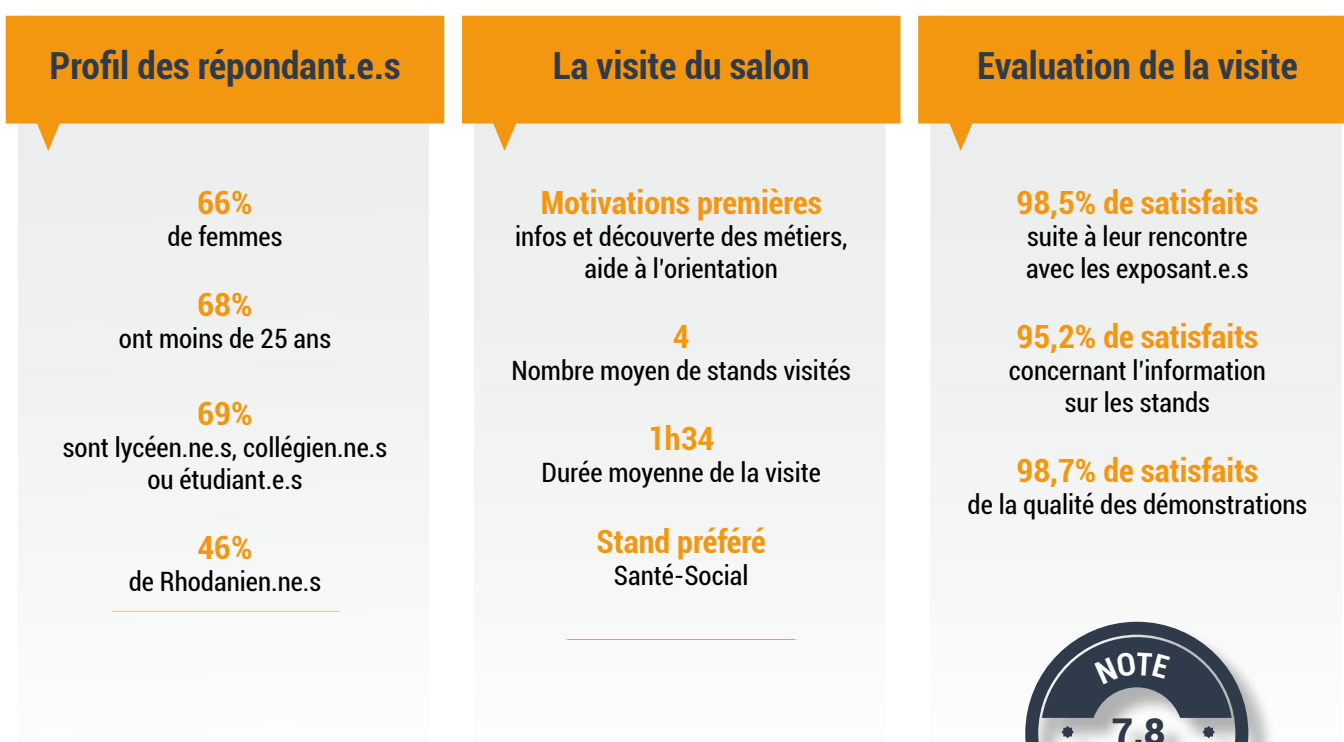 Profil des répondant.e.s
66%
de femmes
68%
ont moins de 25 ans
69%
sont lycéen.ne.s, collégien.ne.s
ou étudiant.e.s
46%
de Rhodanien.ne.s
La visite du salon
Motivations premières
infos et découverte des métiers,
aide à l'orientation
4
Nombre moyen de stands visités
1h34
Durée moyenne de la visite
Stand préféré
Santé-Social
Evaluation de la visite
98,5% de satisfaits
suite à leur rencontre
avec les exposant.e.s
95,2% de satisfaits
concernant l'information
sur les stands
98,7% de satisfaits
de la qualité des démonstrations
NOTE
7,8